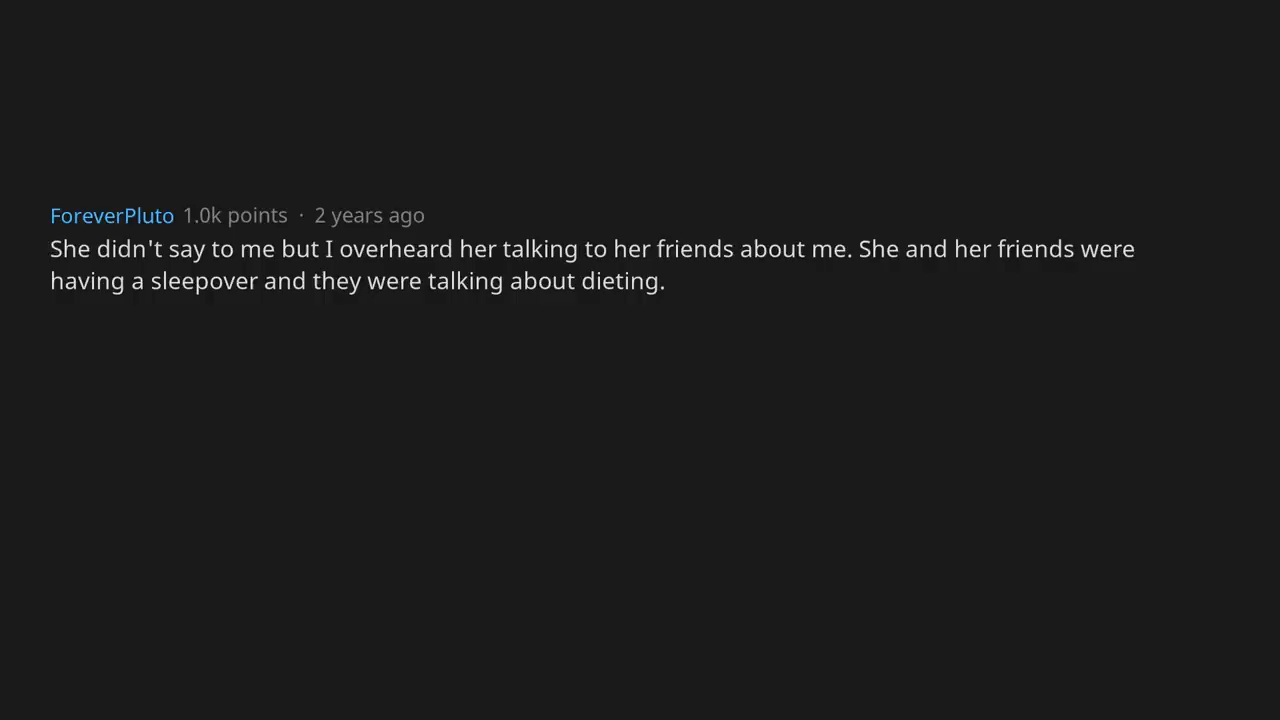 ForeverPluto 1.0k points · 2 years ago
She didn't say to me but I overheard her talking to her friends about me. She and her friends were
having a sleepover and they were talking about dieting.